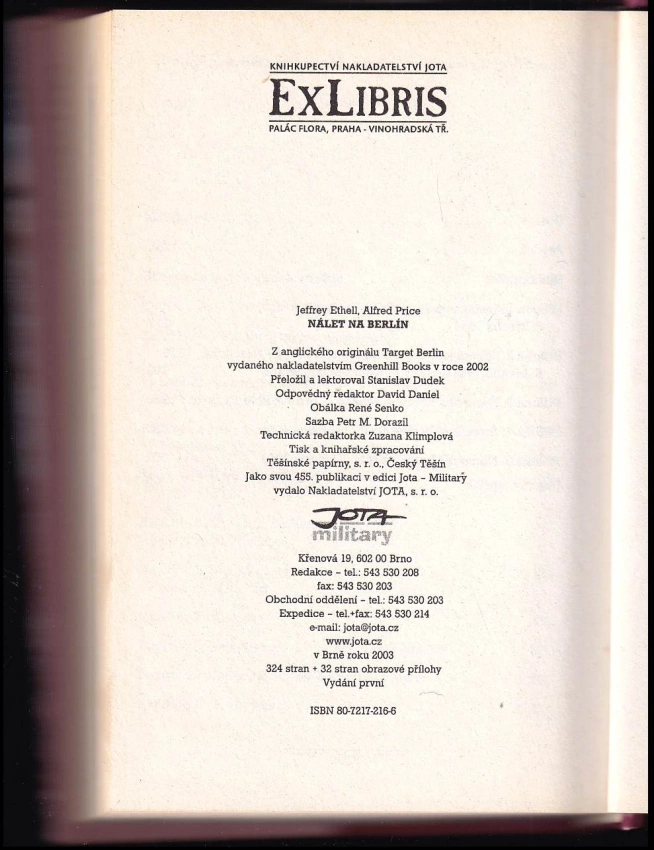 KNIHKUPECTVÍ NAKLADATELSTVÍ JOTA
EXLIBRIS
PALÁC FLORA, PRAHA - VINOHRADSKÁ TŘ.
Jeffrey Ethell, Alfred Price
NÁLET NA BERLÍN
Z anglického originálu Target Berlin
vydaného nakladatelstvím Greenhill Books v roce 2002
Přeložil a lektoroval Stanislav Dudek
Odpovědný redaktor David Daniel
Obálka René Senko
Sazba Petr M. Dorazil
Technická redaktorka Zuzana Klimplová
Tisk a knihařské zpracování
Těšínské papírny, s. r. o., Český Těšín
Jako svou 455. publikaci v edici Jota – Military
vydalo Nakladatelství JOTA, s. r. o.
JOTA
military
Křenová 19, 602 00 Brno
Redakce – tel.: 543 530 208
fax: 543 530 203
Obchodní oddělení – tel.: 543 530 203
Expedice – tel.+fax: 543 530 214
e-mail: jota@jota.cz
www.jota.cz
v Brně roku 2003
324 stran + 32 stran obrazové přílohy
Vydání první
ISBN 80-7217-216-6